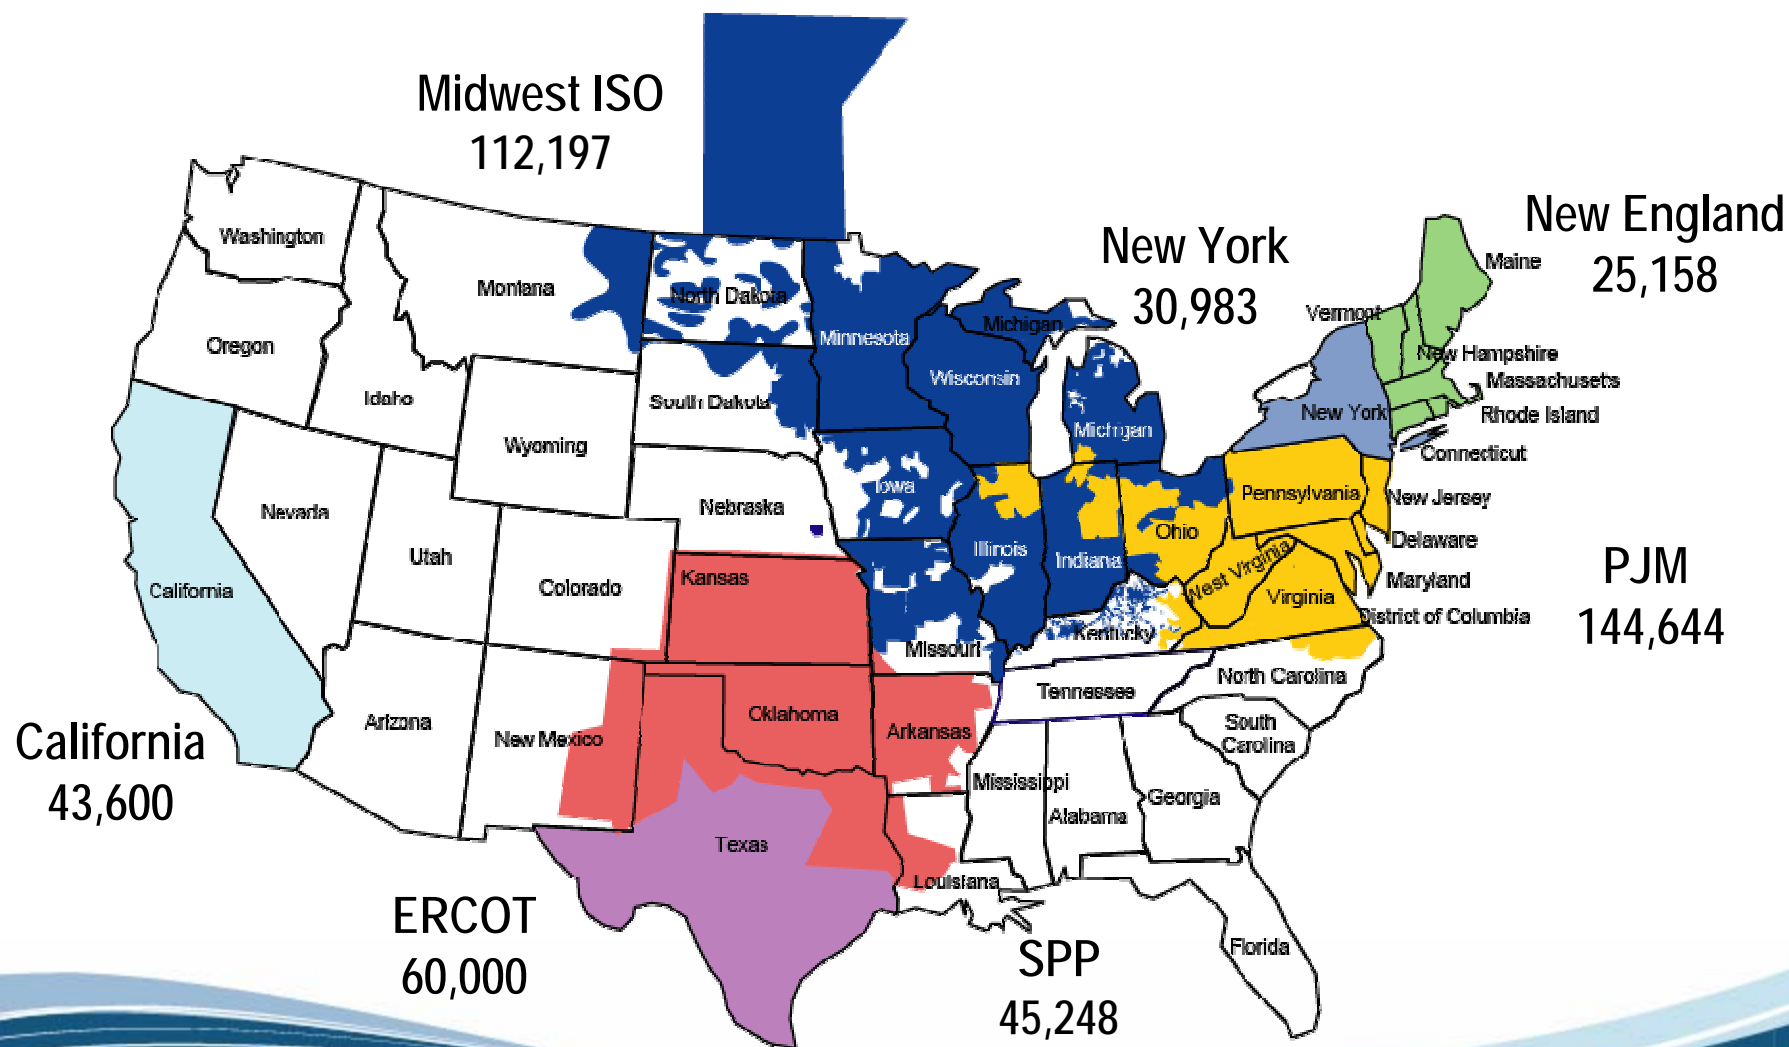 Midwest ISO
112,197
New England
25,158
New York
30,983
Washington
Montana
North Dakota
Minnesota
Michigan
Maine
Vermont
Oregon
Idaho
South Dakota
Wisconsin
Michigan
New Hampshire
Massachusetts
New York
Rhode Island
Connecticut
Wyoming
Nebraska
Iowa
Pennsylvania
New Jersey
Nevada
Utah
Colorado
Illinois
Indiana
Ohio
Delaware
PJM
144,644
California
Kansas
West Virginia
Virginia
Maryland
District of Columbia
Missouri
Kentucky
Tennessee
North Carolina
Arizona
New Mexico
Oklahoma
Arkansas
South
Carolina
California
43,600
Mississippi
Alabama
Georgia
Texas
Louisiana
Florida
ERCOT
60,000
SPP
45,248